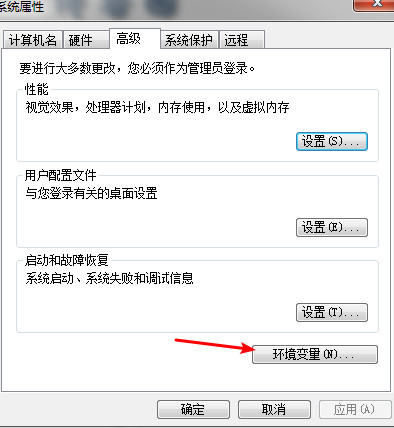 系统属性
计算机名 硬件 高级 系统保护 远程
要进行大多数更改，您必须作为管理员登录。
性能
视觉效果，处理器计划，内存使用，以及虚拟内存
设置(S)...
用户配置文件
与您登录有关的桌面设置
设置(E)...
启动和故障恢复
系统启动、系统失败和调试信息
设置(T)...
环境变量(N)...
确定 取消 应用(A)